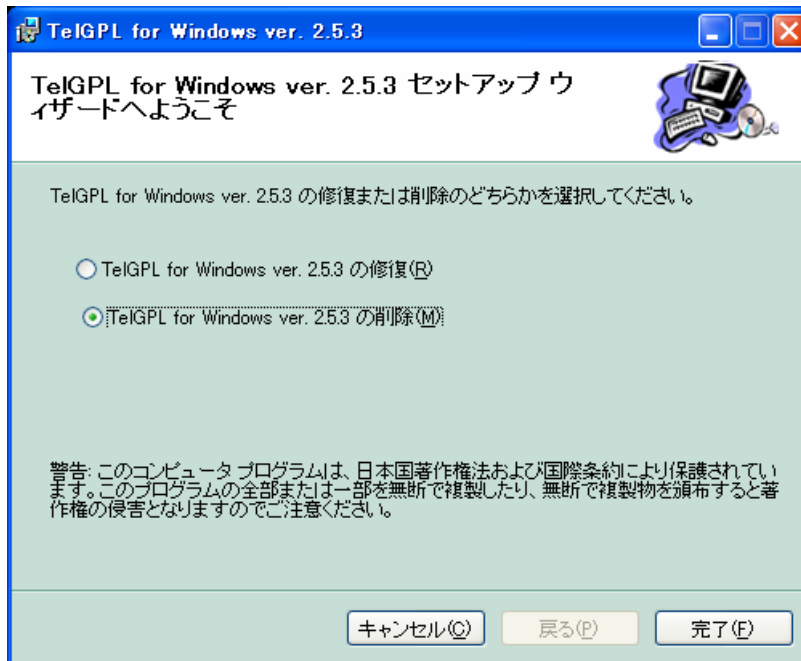 TelGPL for Windows ver. 2.5.3
TelGPL for Windows ver. 2.5.3 セットアップ ウ
ィザードへようこそ
TelGPL for Windows ver. 2.5.3 の修復または削除のどちらかを選択してください。
TelGPL for Windows ver. 2.5.3 の修復(R)
TelGPL for Windows ver. 2.5.3 の削除(M)
警告: このコンピュータ プログラムは、日本国著作権法および国際条約により保護されてい
ます。このプログラムの全部または一部を無断で複製したり、無断で複製物を頒布すると著
作権の侵害となりますのでご注意ください。
キャンセル(C)
戻る(P)
完了(F)